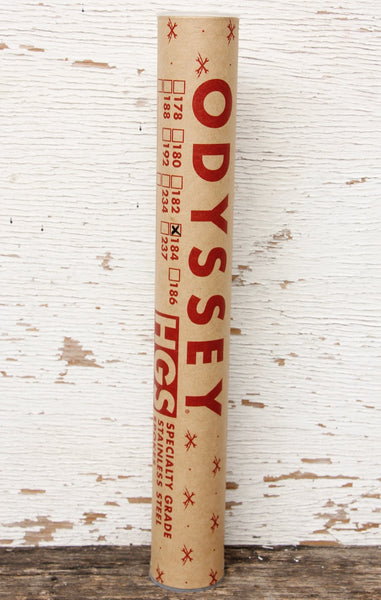 ODYSSEY®
178 180 182 184 186
188 192 234 237
HGS
SPECIALTY GRADE
STAINLESS STEEL